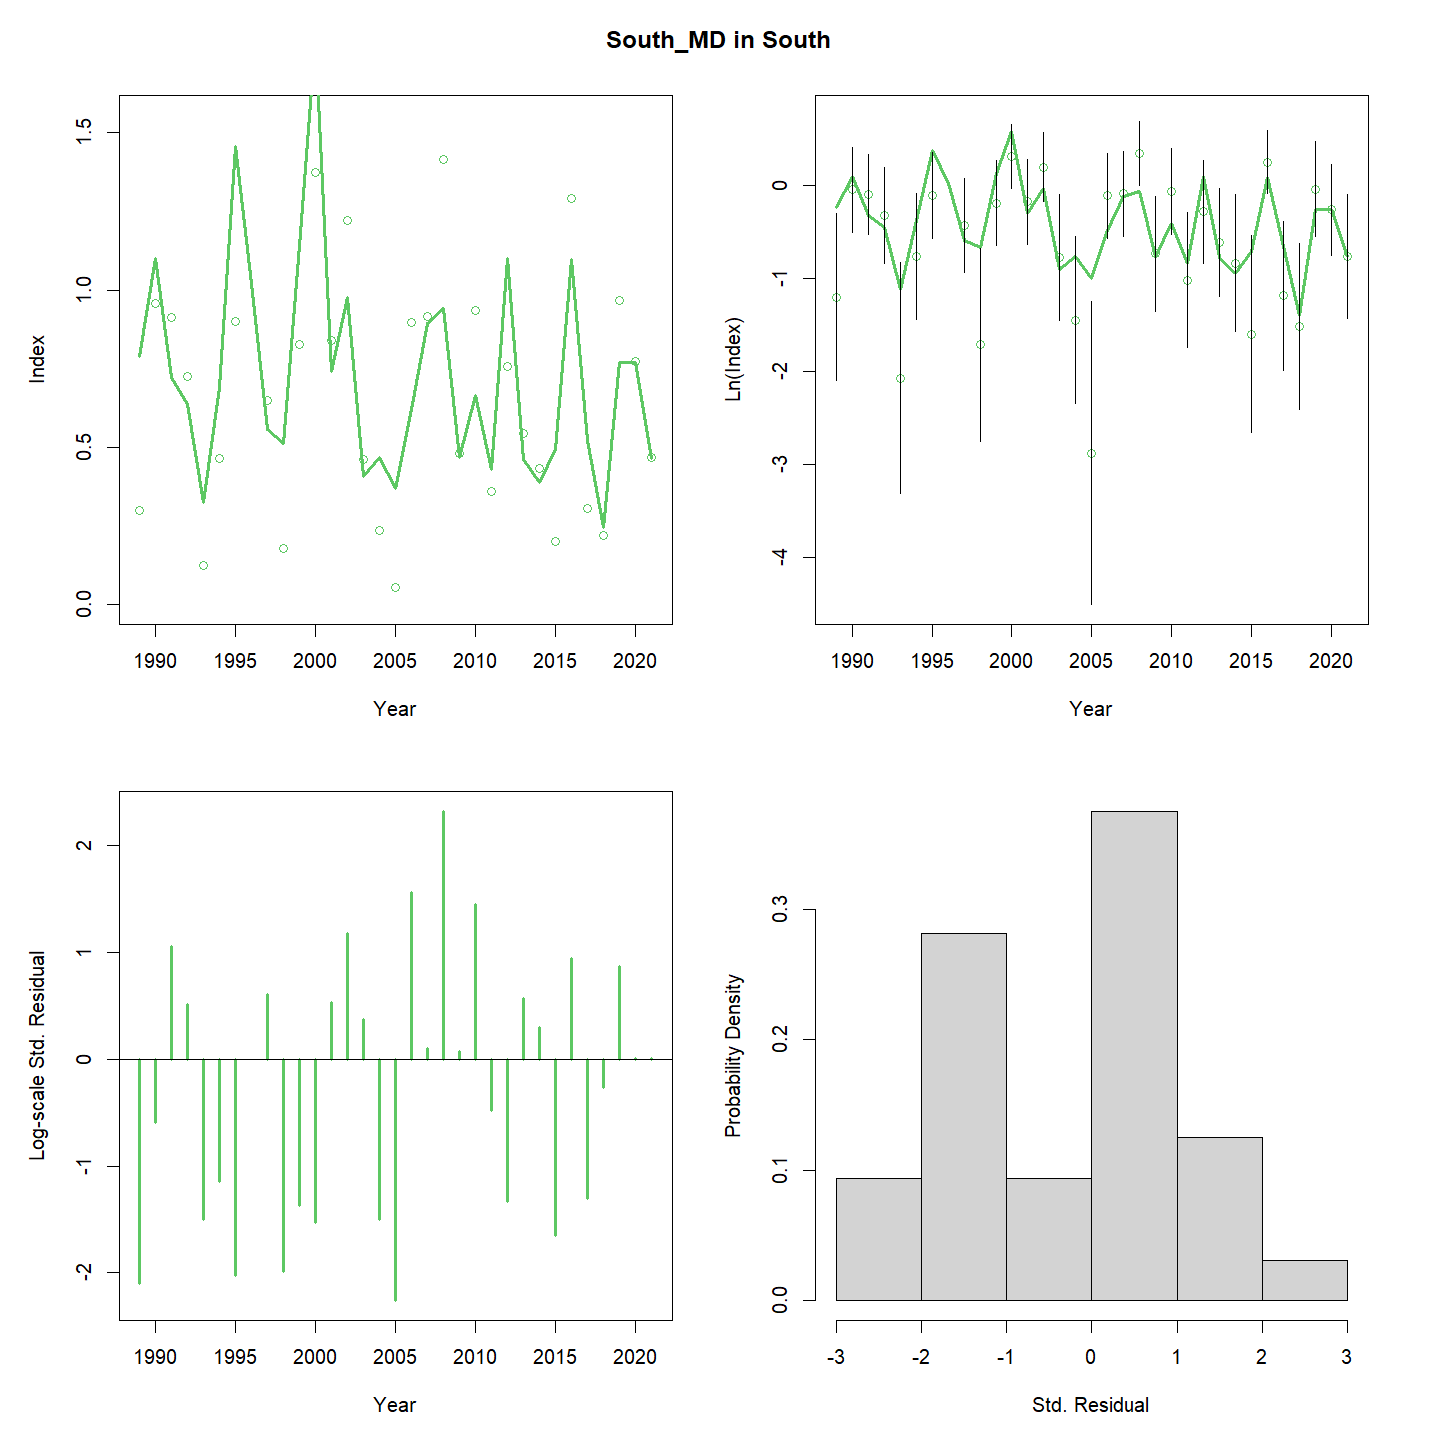 South_MD in South
Index
0.0
0.5
1.0
1.5
1990 1995 2000 2005 2010 2015 2020
Year
Ln(Index)
0
-1
-2
-3
-4
1990 1995 2000 2005 2010 2015 2020
Year
Log-scale Std. Residual
2
1
0
-1
-2
1990 1995 2000 2005 2010 2015 2020
Year
Probability Density
0.3
0.2
0.1
0.0
-3 -2 -1 0 1 2 3
Std. Residual